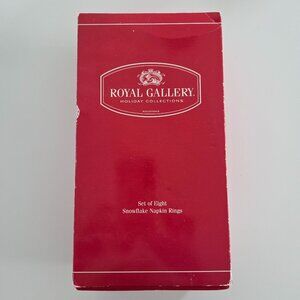 ROYAL GALLERY.
HOLIDAY COLLECTIONS
Set of Eight
Snowflake Napkin Rings